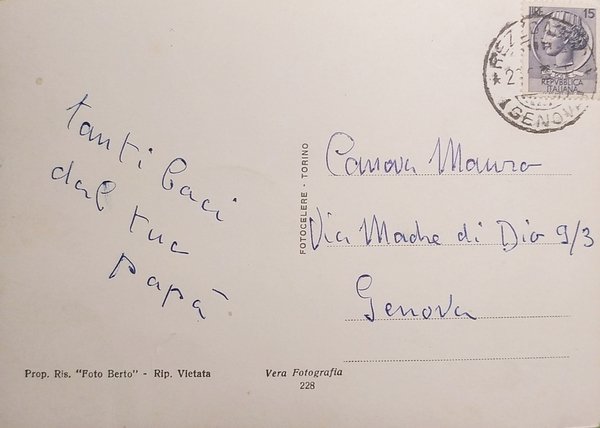 LIRE 15
REPVBBLICA
ITALIANA
GENOVA
tanti baci
dal tuo
papà
FOTOCELERE - TORINO
Canova Mauro
Via Madre di Dio 9/3
Genova
Prop. Ris. "Foto Berto" - Rip. Vietata
Vera Fotografia
228